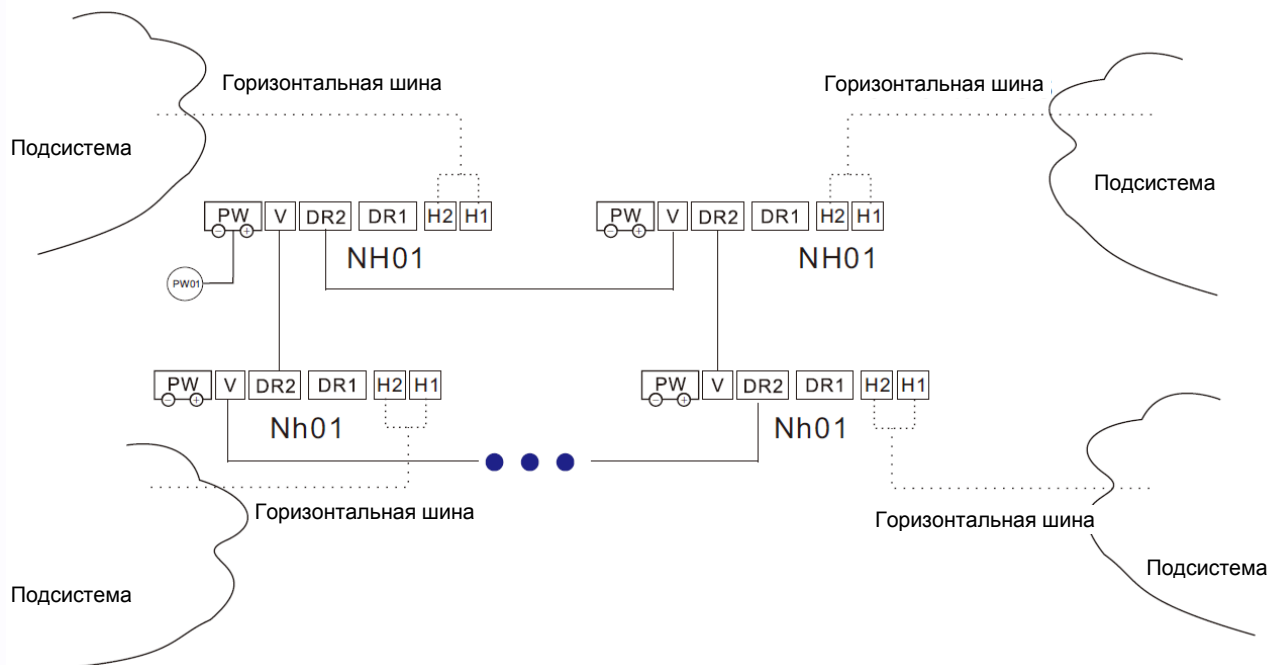 Горизонтальная шина
Горизонтальная шина
Подсистема
Подсистема
PW V DR2 DR1 H2 H1
− +
NH01
PW V DR2 DR1 H2 H1
− +
NH01
PW01
PW V DR2 DR1 H2 H1
− +
Nh01
PW V DR2 DR1 H2 H1
− +
Nh01
Горизонтальная шина
Горизонтальная шина
Подсистема
Подсистема